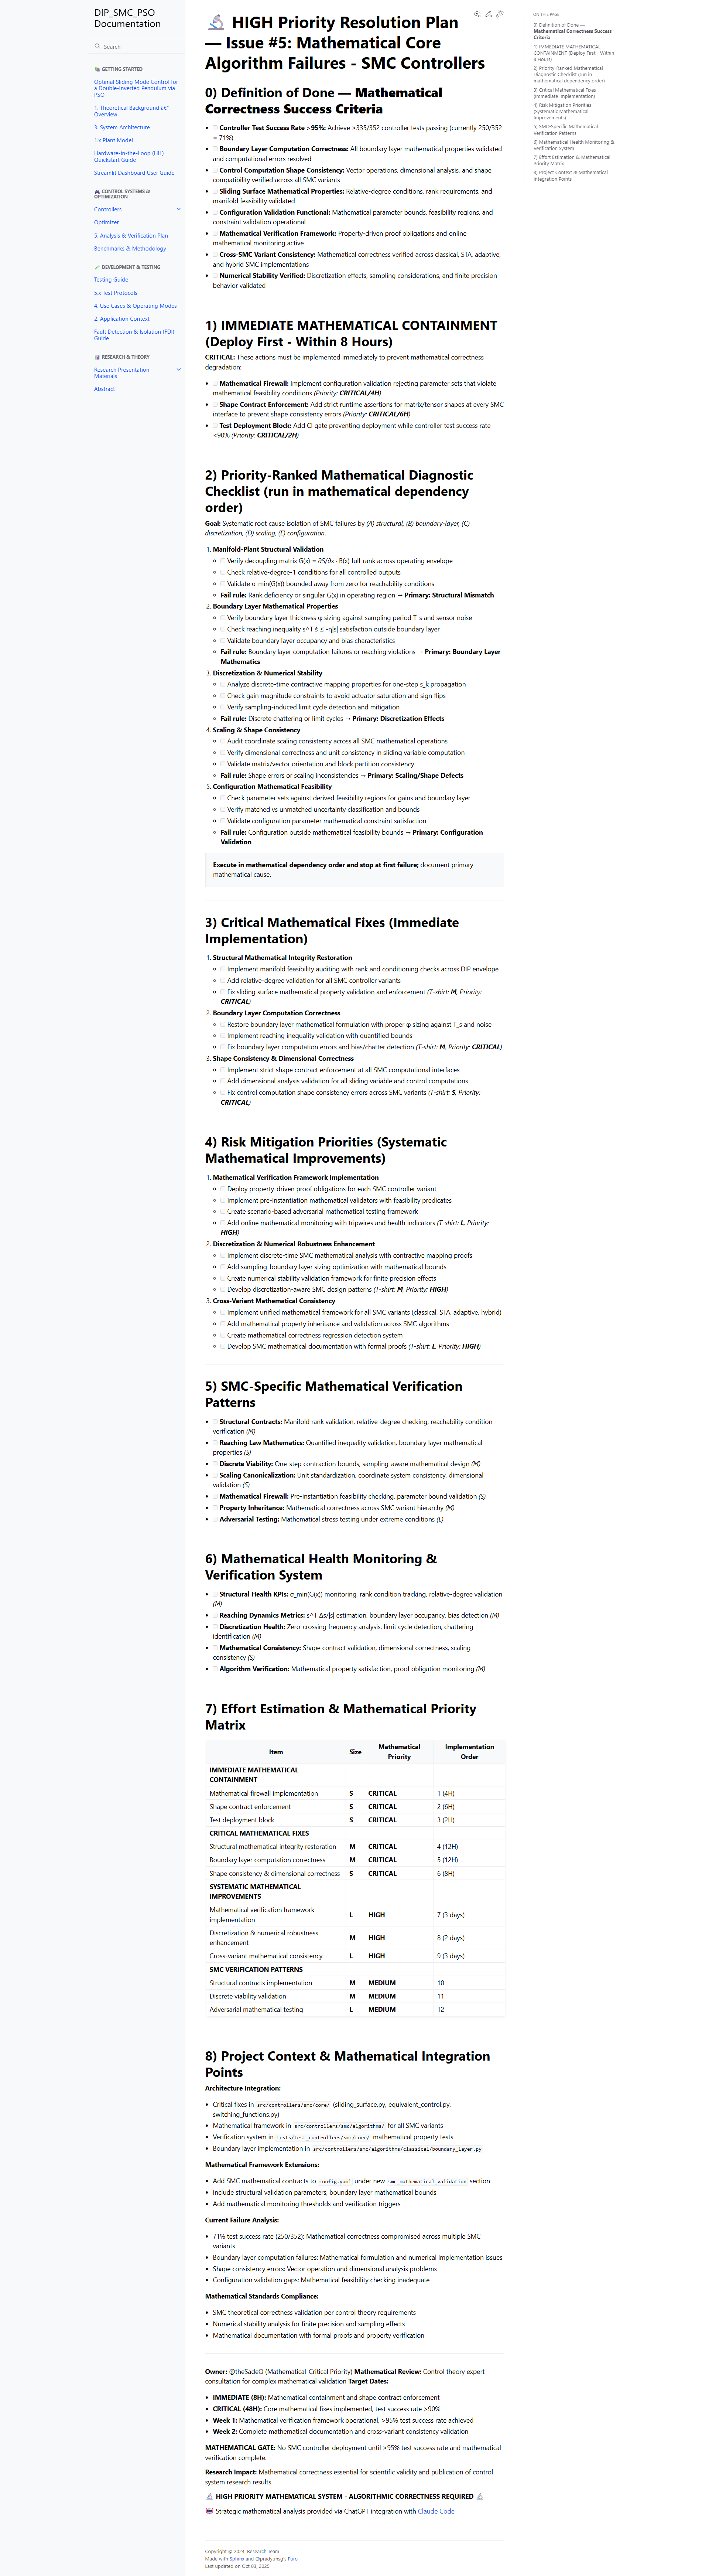 DIP_SMC_PSO
Documentation
Search
GETTING STARTED
Optimal Sliding Mode Control for
a Double-Inverted Pendulum via
PSO
1. Theoretical Background â€“
Overview
3. System Architecture
1.x Plant Model
Hardware-in-the-Loop (HIL)
Quickstart Guide
Streamlit Dashboard User Guide
CONTROL SYSTEMS &
OPTIMIZATION
Controllers
Optimizer
5. Analysis & Verification Plan
Benchmarks & Methodology
DEVELOPMENT & TESTING
Testing Guide
5.x Test Protocols
4. Use Cases & Operating Modes
2. Application Context
Fault Detection & Isolation (FDI)
Guide
RESEARCH & THEORY
Research Presentation
Materials
Abstract
🔬 HIGH Priority Resolution Plan
— Issue #5: Mathematical Core
Algorithm Failures - SMC Controllers
0) Definition of Done — Mathematical
Correctness Success Criteria
Controller Test Success Rate >95%: Achieve >335/352 controller tests passing (currently 250/352
= 71%)
Boundary Layer Computation Correctness: All boundary layer mathematical properties validated
and computational errors resolved
Control Computation Shape Consistency: Vector operations, dimensional analysis, and shape
compatibility verified across all SMC variants
Sliding Surface Mathematical Properties: Relative-degree conditions, rank requirements, and
manifold feasibility validated
Configuration Validation Functional: Mathematical parameter bounds, feasibility regions, and
constraint validation operational
Mathematical Verification Framework: Property-driven proof obligations and online
mathematical monitoring active
Cross-SMC Variant Consistency: Mathematical correctness verified across classical, STA, adaptive,
and hybrid SMC implementations
Numerical Stability Verified: Discretization effects, sampling considerations, and finite precision
behavior validated
1) IMMEDIATE MATHEMATICAL CONTAINMENT
(Deploy First - Within 8 Hours)
CRITICAL: These actions must be implemented immediately to prevent mathematical correctness
degradation:
Mathematical Firewall: Implement configuration validation rejecting parameter sets that violate
mathematical feasibility conditions (Priority: CRITICAL/4H)
Shape Contract Enforcement: Add strict runtime assertions for matrix/tensor shapes at every SMC
interface to prevent shape consistency errors (Priority: CRITICAL/6H)
Test Deployment Block: Add CI gate preventing deployment while controller test success rate
<90% (Priority: CRITICAL/2H)
2) Priority-Ranked Mathematical Diagnostic
Checklist (run in mathematical dependency
order)
Goal: Systematic root cause isolation of SMC failures by (A) structural, (B) boundary-layer, (C)
discretization, (D) scaling, (E) configuration.
1. Manifold-Plant Structural Validation
Verify decoupling matrix G(x) = ∂S/∂x · B(x) full-rank across operating envelope
Check relative-degree-1 conditions for all controlled outputs
Validate σ_min(G(x)) bounded away from zero for reachability conditions
Fail rule: Rank deficiency or singular G(x) in operating region → Primary: Structural Mismatch
2. Boundary Layer Mathematical Properties
Verify boundary layer thickness φ sizing against sampling period T_s and sensor noise
Check reaching inequality s^T ṡ ≤ -η|s| satisfaction outside boundary layer
Validate boundary layer occupancy and bias characteristics
Fail rule: Boundary layer computation failures or reaching violations → Primary: Boundary Layer
Mathematics
3. Discretization & Numerical Stability
Analyze discrete-time contractive mapping properties for one-step s_k propagation
Check gain magnitude constraints to avoid actuator saturation and sign flips
Verify sampling-induced limit cycle detection and mitigation
Fail rule: Discrete chattering or limit cycles → Primary: Discretization Effects
4. Scaling & Shape Consistency
Audit coordinate scaling consistency across all SMC mathematical operations
Verify dimensional correctness and unit consistency in sliding variable computation
Validate matrix/vector orientation and block partition consistency
Fail rule: Shape errors or scaling inconsistencies → Primary: Scaling/Shape Defects
5. Configuration Mathematical Feasibility
Check parameter sets against derived feasibility regions for gains and boundary layer
Verify matched vs unmatched uncertainty classification and bounds
Validate configuration parameter mathematical constraint satisfaction
Fail rule: Configuration outside mathematical feasibility bounds → Primary: Configuration
Validation
Execute in mathematical dependency order and stop at first failure; document primary
mathematical cause.
3) Critical Mathematical Fixes (Immediate
Implementation)
1. Structural Mathematical Integrity Restoration
Implement manifold feasibility auditing with rank and conditioning checks across DIP envelope
Add relative-degree validation for all SMC controller variants
Fix sliding surface mathematical property validation and enforcement (T-shirt: M, Priority:
CRITICAL)
2. Boundary Layer Computation Correctness
Restore boundary layer mathematical formulation with proper φ sizing against T_s and noise
Implement reaching inequality validation with quantified bounds
Fix boundary layer computation errors and bias/chatter detection (T-shirt: M, Priority: CRITICAL)
3. Shape Consistency & Dimensional Correctness
Implement strict shape contract enforcement at all SMC computational interfaces
Add dimensional analysis validation for all sliding variable and control computations
Fix control computation shape consistency errors across SMC variants (T-shirt: S, Priority:
CRITICAL)
4) Risk Mitigation Priorities (Systematic
Mathematical Improvements)
1. Mathematical Verification Framework Implementation
Deploy property-driven proof obligations for each SMC controller variant
Implement pre-instantiation mathematical validators with feasibility predicates
Create scenario-based adversarial mathematical testing framework
Add online mathematical monitoring with tripwires and health indicators (T-shirt: L, Priority:
HIGH)
2. Discretization & Numerical Robustness Enhancement
Implement discrete-time SMC mathematical analysis with contractive mapping proofs
Add sampling-boundary layer sizing optimization with mathematical bounds
Create numerical stability validation framework for finite precision effects
Develop discretization-aware SMC design patterns (T-shirt: M, Priority: HIGH)
3. Cross-Variant Mathematical Consistency
Implement unified mathematical framework for all SMC variants (classical, STA, adaptive, hybrid)
Add mathematical property inheritance and validation across SMC algorithms
Create mathematical correctness regression detection system
Develop SMC mathematical documentation with formal proofs (T-shirt: L, Priority: HIGH)
5) SMC-Specific Mathematical Verification
Patterns
Structural Contracts: Manifold rank validation, relative-degree checking, reachability condition
verification (M)
Reaching Law Mathematics: Quantified inequality validation, boundary layer mathematical
properties (S)
Discrete Viability: One-step contraction bounds, sampling-aware mathematical design (M)
Scaling Canonicalization: Unit standardization, coordinate system consistency, dimensional
validation (S)
Mathematical Firewall: Pre-instantiation feasibility checking, parameter bound validation (S)
Property Inheritance: Mathematical correctness across SMC variant hierarchy (M)
Adversarial Testing: Mathematical stress testing under extreme conditions (L)
6) Mathematical Health Monitoring &
Verification System
Structural Health KPIs: σ_min(G(x)) monitoring, rank condition tracking, relative-degree validation
(M)
Reaching Dynamics Metrics: s^T Δs/|s| estimation, boundary layer occupancy, bias detection (M)
Discretization Health: Zero-crossing frequency analysis, limit cycle detection, chattering
identification (M)
Mathematical Consistency: Shape contract validation, dimensional correctness, scaling
consistency (S)
Algorithm Verification: Mathematical property satisfaction, proof obligation monitoring (M)
7) Effort Estimation & Mathematical Priority
Matrix
Item Size Mathematical Priority Implementation Order
IMMEDIATE MATHEMATICAL
CONTAINMENT
Mathematical firewall implementation S CRITICAL 1 (4H)
Shape contract enforcement S CRITICAL 2 (6H)
Test deployment block S CRITICAL 3 (2H)
CRITICAL MATHEMATICAL FIXES
Structural mathematical integrity restoration M CRITICAL 4 (12H)
Boundary layer computation correctness M CRITICAL 5 (12H)
Shape consistency & dimensional correctness S CRITICAL 6 (8H)
SYSTEMATIC MATHEMATICAL
IMPROVEMENTS
Mathematical verification framework
implementation L HIGH 7 (3 days)
Discretization & numerical robustness
enhancement M HIGH 8 (2 days)
Cross-variant mathematical consistency L HIGH 9 (3 days)
SMC VERIFICATION PATTERNS
Structural contracts implementation M MEDIUM 10
Discrete viability validation M MEDIUM 11
Adversarial mathematical testing L MEDIUM 12
8) Project Context & Mathematical Integration
Points
Architecture Integration:
Critical fixes in src/controllers/smc/core/ (sliding_surface.py, equivalent_control.py,
switching_functions.py)
Mathematical framework in src/controllers/smc/algorithms/ for all SMC variants
Verification system in tests/test_controllers/smc/core/ mathematical property tests
Boundary layer implementation in src/controllers/smc/algorithms/classical/boundary_layer.py
Mathematical Framework Extensions:
Add SMC mathematical contracts to config.yaml under new smc_mathematical_validation section
Include structural validation parameters, boundary layer mathematical bounds
Add mathematical monitoring thresholds and verification triggers
Current Failure Analysis:
71% test success rate (250/352): Mathematical correctness compromised across multiple SMC
variants
Boundary layer computation failures: Mathematical formulation and numerical implementation issues
Shape consistency errors: Vector operation and dimensional analysis problems
Configuration validation gaps: Mathematical feasibility checking inadequate
Mathematical Standards Compliance:
SMC theoretical correctness validation per control theory requirements
Numerical stability analysis for finite precision and sampling effects
Mathematical documentation with formal proofs and property verification
Owner: @theSadeQ (Mathematical-Critical Priority) Mathematical Review: Control theory expert
consultation for complex mathematical validation Target Dates:
IMMEDIATE (8H): Mathematical containment and shape contract enforcement
CRITICAL (48H): Core mathematical fixes implemented, test success rate >90%
Week 1: Mathematical verification framework operational, >95% test success rate achieved
Week 2: Complete mathematical documentation and cross-variant consistency validation
MATHEMATICAL GATE: No SMC controller deployment until >95% test success rate and mathematical
verification complete.
Research Impact: Mathematical correctness essential for scientific validity and publication of control
system research results.
🔬 HIGH PRIORITY MATHEMATICAL SYSTEM - ALGORITHMIC CORRECTNESS REQUIRED 🔬
Strategic mathematical analysis provided via ChatGPT integration with Claude Code
Copyright © 2024, Research Team
Made with Sphinx and @pradyunsg's Furo
Last updated on Oct 03, 2025
ON THIS PAGE
0) Definition of Done —
Mathematical Correctness Success
Criteria
1) IMMEDIATE MATHEMATICAL
CONTAINMENT (Deploy First - Within
8 Hours)
2) Priority-Ranked Mathematical
Diagnostic Checklist (run in
mathematical dependency order)
3) Critical Mathematical Fixes
(Immediate Implementation)
4) Risk Mitigation Priorities
(Systematic Mathematical
Improvements)
5) SMC-Specific Mathematical
Verification Patterns
6) Mathematical Health Monitoring &
Verification System
7) Effort Estimation & Mathematical
Priority Matrix
8) Project Context & Mathematical
Integration Points